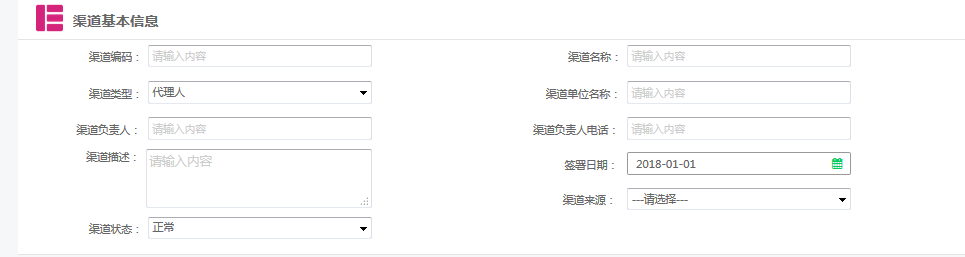 渠道基本信息
渠道编码： 请输入内容 渠道名称： 请输入内容
渠道类型： 代理人 渠道单位名称： 请输入内容
渠道负责人： 请输入内容 渠道负责人电话： 请输入内容
渠道描述： 请输入内容 签署日期： 2018-01-01
渠道来源： ---请选择---
渠道状态： 正常